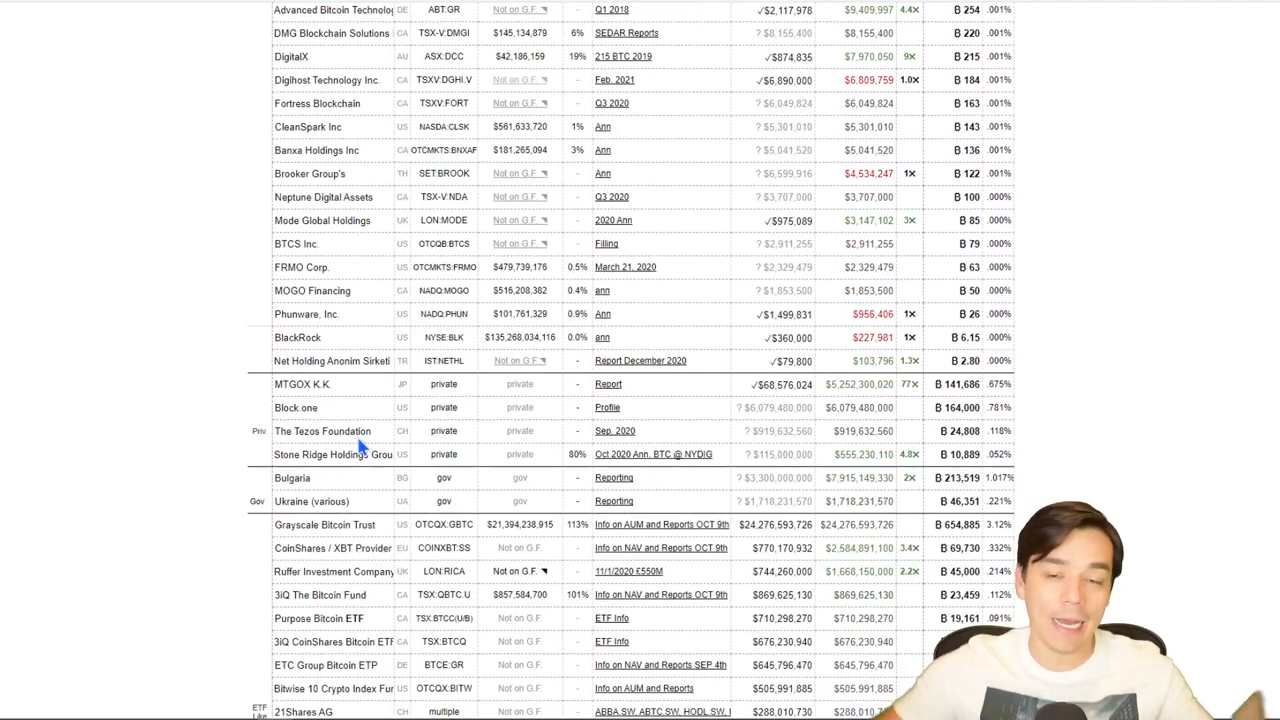 Advanced Bitcoin Technolog DE ABT:GR Not on G.F. ◥ - Q1 2018 ✓$2,117,978 $9,409,997 4.4× B 254 .001%
DMG Blockchain Solutions CA TSX-V:DMGI $145,134,879 6% SEDAR Reports ? $8,155,400 $8,155,400 B 220 .001%
DigitalX AU ASX:DCC $42,186,159 19% 215 BTC 2019 ✓$874,835 $7,970,050 9× B 215 .001%
Digihost Technology Inc. CA TSXV:DGHI.V Not on G.F. ◥ - Feb. 2021 ✓$6,890,000 $6,809,759 1.0× B 184 .001%
Fortress Blockchain CA TSXV:FORT Not on G.F. ◥ - Q3 2020 ? $6,049,824 $6,049,824 B 163 .001%
CleanSpark Inc US NASDA:CLSK $561,633,720 1% Ann ? $5,301,010 $5,301,010 B 143 .001%
Banxa Holdings Inc CA OTCMKTS:BNXAF $181,265,094 3% Ann ? $5,041,520 $5,041,520 B 136 .001%
Brooker Group's TH SET:BROOK Not on G.F. ◥ - Ann ? $6,599,916 $4,534,247 1× B 122 .001%
Neptune Digital Assets CA TSX-V:NDA Not on G.F. ◥ - Q3 2020 ? $3,707,000 $3,707,000 B 100 .000%
Mode Global Holdings UK LON:MODE Not on G.F. ◥ - 2020 Ann ✓$975,089 $3,147,102 3× B 85 .000%
BTCS Inc. US OTCQB:BTCS Not on G.F. ◥ - Filling ? $2,911,255 $2,911,255 B 79 .000%
FRMO Corp. US OTCMKTS:FRMO $479,739,176 0.5% March 21, 2020 ? $2,329,479 $2,329,479 B 63 .000%
MOGO Financing CA NADQ:MOGO $516,208,382 0.4% ann ? $1,853,500 $1,853,500 B 50 .000%
Phunware, Inc. US NADQ:PHUN $101,761,329 0.9% Ann ✓$1,499,831 $956,406 1× B 26 .000%
BlackRock US NYSE:BLK $135,268,034,116 0.0% ann ✓$360,000 $227,981 1× B 6.15 .000%
Net Holding Anonim Sirketi TR IST:NETHL Not on G.F. ◥ - Report December 2020 ✓$79,800 $103,796 1.3× B 2.80 .000%
MTGOX K.K. JP private private - Report ✓$68,576,024 $5,252,300,020 77× B 141,686 .675%
Block.one US private private - Profile ? $6,079,480,000 $6,079,480,000 B 164,000 .781%
Priv. The Tezos Foundation CH private private - Sep. 2020 ? $919,632,560 $919,632,560 B 24,808 .118%
Stone Ridge Holdings Grou US private private 80% Oct 2020 Ann. BTC @ NYDIG ? $115,000,000 $555,230,110 4.8× B 10,889 .052%
Bulgaria BG gov gov - Reporting ? $3,300,000,000 $7,915,149,330 2× B 213,519 1.017%
Gov Ukraine (various) UA gov gov - Reporting ? $1,718,231,570 $1,718,231,570 B 46,351 .221%
Grayscale Bitcoin Trust US OTCQX:GBTC $21,394,238,915 113% Info on AUM and Reports OCT 9th $24,276,593,726 $24,276,593,726 B 654,885 3.12%
CoinShares / XBT Provider EU COINXBT:SS Not on G.F. - Info on NAV and Reports OCT 9th $770,170,932 $2,584,891,100 3.4× B 69,730 .332%
Ruffer Investment Company UK LON:RICA Not on G.F. ◥ - 11/1/2020 £550M $744,260,000 $1,668,150,000 2.2× B 45,000 .214%
3iQ The Bitcoin Fund CA TSX:QBTC.U $857,584,700 101% Info on NAV and Reports OCT 9th $869,625,130 $869,625,130 B 23,459 .112%
Purpose Bitcoin ETF CA TSX:BTCC(U/B) Not on G.F. - ETF Info $710,298,270 $710,298,270 B 19,161 .091%
3iQ CoinShares Bitcoin ETF CA TSX:BTCQ Not on G.F. - ETF Info $676,230,940 $676,230,940
ETC Group Bitcoin ETP DE BTCE:GR Not on G.F. - Info on NAV and Reports SEP 4th $645,796,470 $645,796,470
Bitwise 10 Crypto Index Fun US OTCQX:BITW Not on G.F. - Info on AUM and Reports $505,991,885 $505,991,885
ETF Like 21Shares AG CH multiple Not on G.F. - ABBA.SW, ABTC.SW, HODL.SW, $288,010,730 $288,010,730